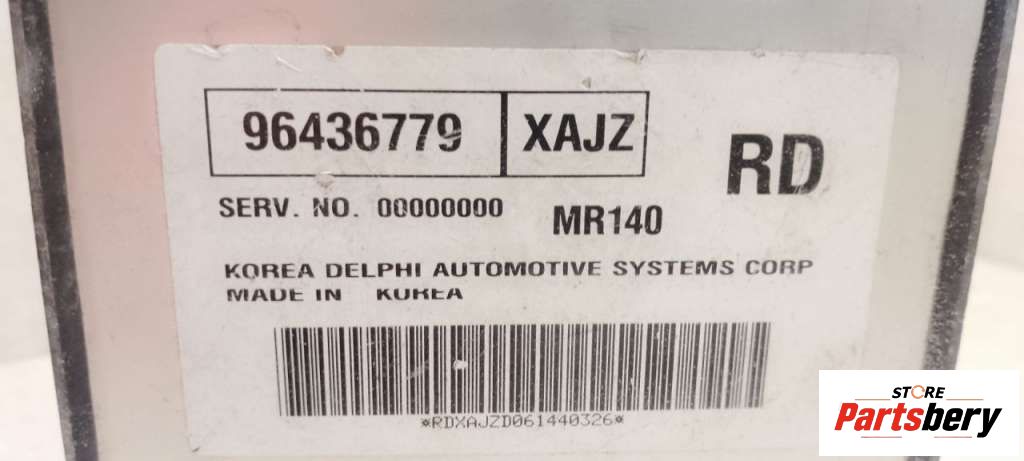 96436779 XAJZ RD
SERV. NO. 00000000 MR140
KOREA DELPHI AUTOMOTIVE SYSTEMS CORP
MADE IN KOREA
*RDXAJZD061440326*
STORE
Partsbery